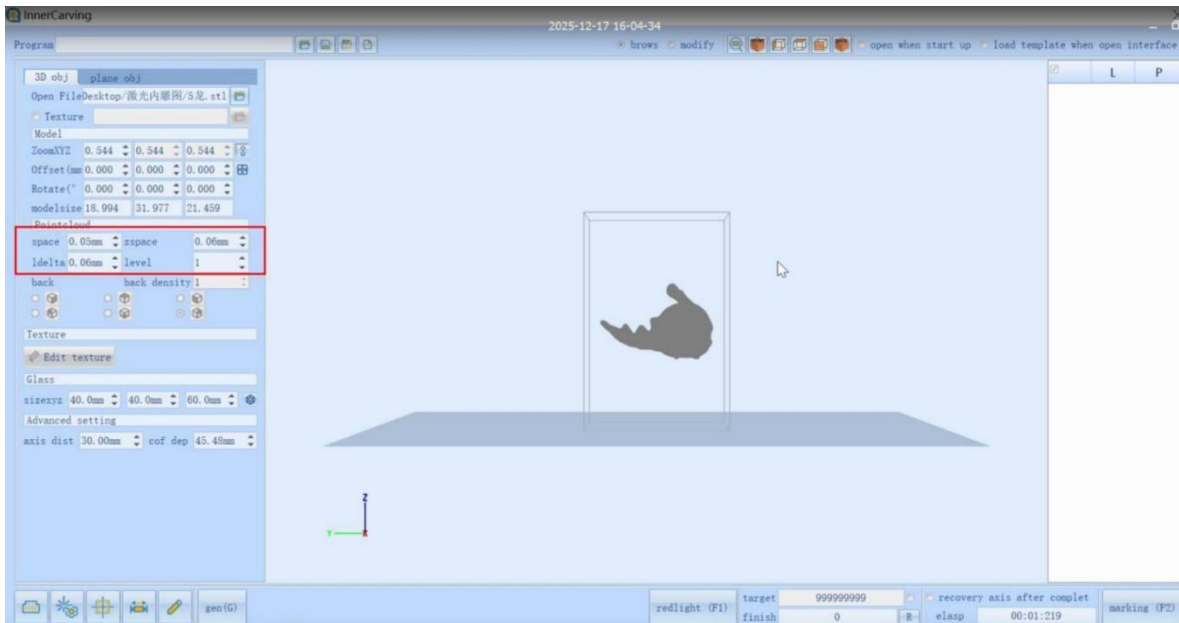 InnerCarving
2025-12-17 16-04-34
Program
brows modify open when start up load template when open interface
3D obj plane obj
L P
Open FileDesktop/激光内雕图/5龙.stl
Texture
Model
ZoomXYZ 0.544 0.544 0.544
Offset(mm 0.000 0.000 0.000
Rotate(° 0.000 0.000 0.000
modelsize 18.994 31.977 21.459
Pointcloud
space 0.05mm zspace 0.06mm
ldelta 0.06mm level 1
back back density 1
Texture
Edit texture
Glass
sizexyz 40.0mm 40.0mm 60.0mm
Advanced setting
axis dist 30.00mm cof dep 45.48mm
Z
Y
X
gen(G)
redlight (F1)
target 999999999
finish 0 R
recovery axis after complet
elasp 00:01:219
marking (F2)